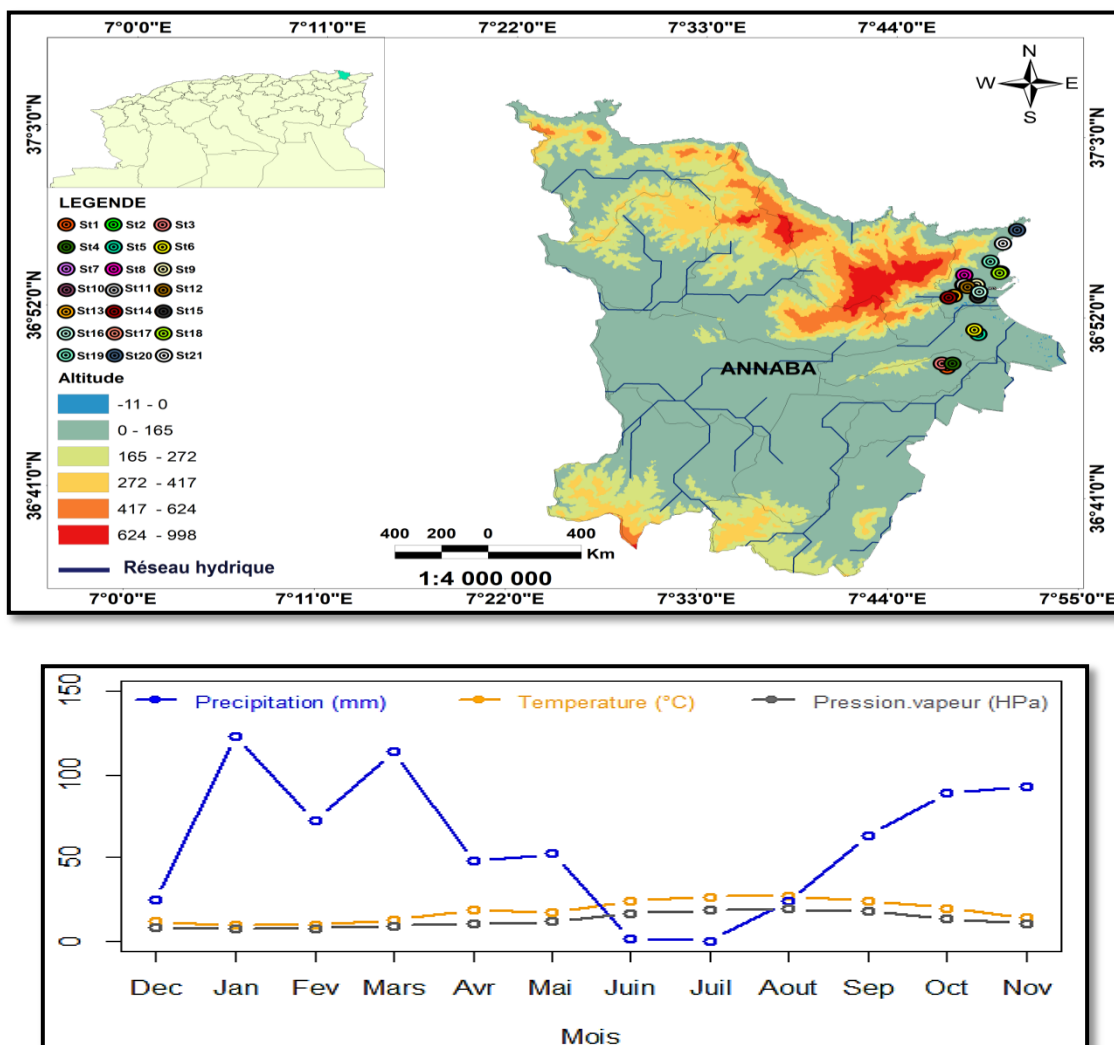 7°0'0"E 7°11'0"E 7°22'0"E 7°33'0"E 7°44'0"E
N
W E
S
37°3'0"N
37°3'0"N
LEGENDE
St1 St2 St3
St4 St5 St6
St7 St8 St9
St10 St11 St12
St13 St14 St15
St16 St17 St18
St19 St20 St21
36°52'0"N
36°52'0"N
ANNABA
Altitude
-11 - 0
0 - 165
165 - 272
272 - 417
417 - 624
624 - 998
36°41'0"N
36°41'0"N
Réseau hydrique
400 200 0 400
Km
1:4 000 000
7°0'0"E 7°11'0"E 7°22'0"E 7°33'0"E 7°44'0"E 7°55'0"E
Precipitation (mm) Temperature (°C) Pression.vapeur (HPa)
150
100
50
0
Dec Jan Fev Mars Avr Mai Juin Juil Aout Sep Oct Nov
Mois